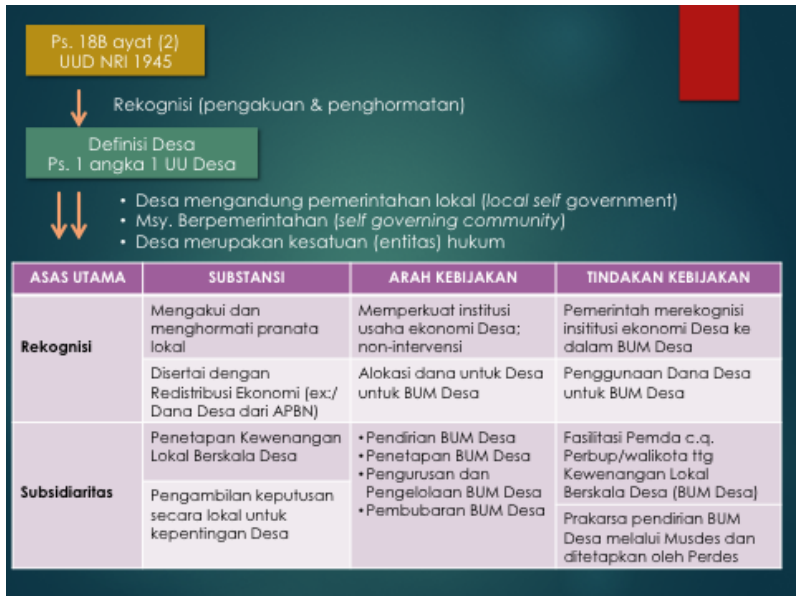 Ps. 18B ayat (2)
UUD NRI 1945
Rekognisi (pengakuan & penghormatan)
Definisi Desa
Ps. 1 angka 1 UU Desa
• Desa mengandung pemerintahan lokal (local self government)
• Msy. Berpemerintahan (self governing community)
• Desa merupakan kesatuan (entitas) hukum
ASAS UTAMA
SUBSTANSI
ARAH KEBIJAKAN
TINDAKAN KEBIJAKAN
Rekognisi
Mengakui dan
menghormati pranata
lokal
Memperkuat institusi
usaha ekonomi Desa;
non-intervensi
Pemerintah merekognisi
insititusi ekonomi Desa ke
dalam BUM Desa
Disertai dengan
Redistribusi Ekonomi (ex:/
Dana Desa dari APBN)
Alokasi dana untuk Desa
untuk BUM Desa
Penggunaan Dana Desa
untuk BUM Desa
Subsidiaritas
Penetapan Kewenangan
Lokal Berskala Desa
Pengambilan keputusan
secara lokal untuk
kepentingan Desa
•Pendirian BUM Desa
•Penetapan BUM Desa
•Pengurusan dan
Pengelolaan BUM Desa
•Pembubaran BUM Desa
Fasilitasi Pemda c.q.
Perbup/walikota ttg
Kewenangan Lokal
Berskala Desa (BUM Desa)
Prakarsa pendirian BUM
Desa melalui Musdes dan
ditetapkan oleh Perdes